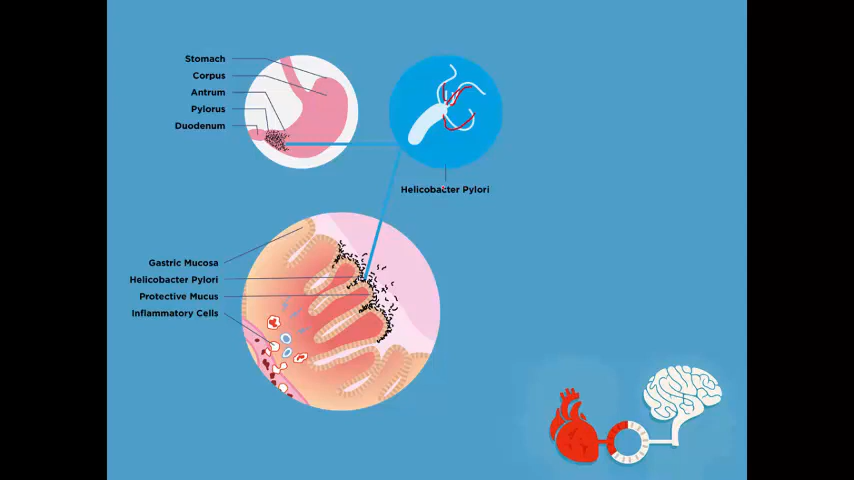 Stomach
Corpus
Antrum
Pylorus
Duodenum
Helicobacter Pylori
Gastric Mucosa
Helicobacter Pylori
Protective Mucus
Inflammatory Cells